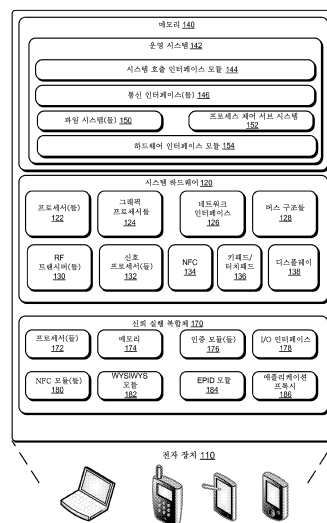 메모리 140
운영 시스템 142
시스템 호출 인터페이스 모듈 144
통신 인터페이스(들) 146
파일 시스템(들) 150
프로세스 제어 서브 시스템
152
하드웨어 인터페이스 모듈 154
시스템 하드웨어 120
프로세서(들)
122
그래픽
프로세서들
124
네트워크
인터페이스
126
버스 구조들
128
RF
트랜시버(들)
130
신호
프로세서(들)
132
NFC
134
키패드/
터치패드
136
디스플레이
138
신뢰 실행 복합체 170
프로세서(들)
172
메모리
174
인증 모듈(들)
176
I/O 인터페이스
178
NFC 모듈(들)
180
WYSIWYS
모듈
182
EPID 모듈
184
애플리케이션
프록시
186
전자 장치 110